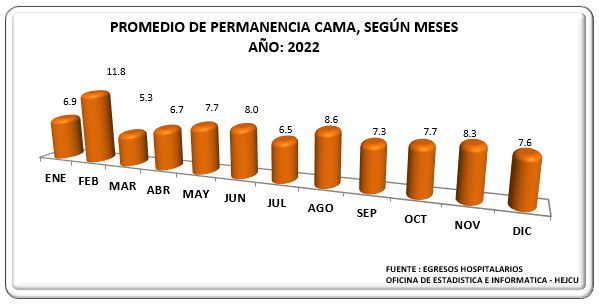 PROMEDIO DE PERMANENCIA CAMA, SEGÚN MESES
AÑO: 2022
6.9
11.8
5.3
6.7
7.7
8.0
6.5
8.6
7.3
7.7
8.3
7.6
ENE
FEB
MAR
ABR
MAY
JUN
JUL
AGO
SEP
OCT
NOV
DIC
FUENTE : EGRESOS HOSPITALARIOS
OFICINA DE ESTADISTICA E INFORMATICA - HEJCU